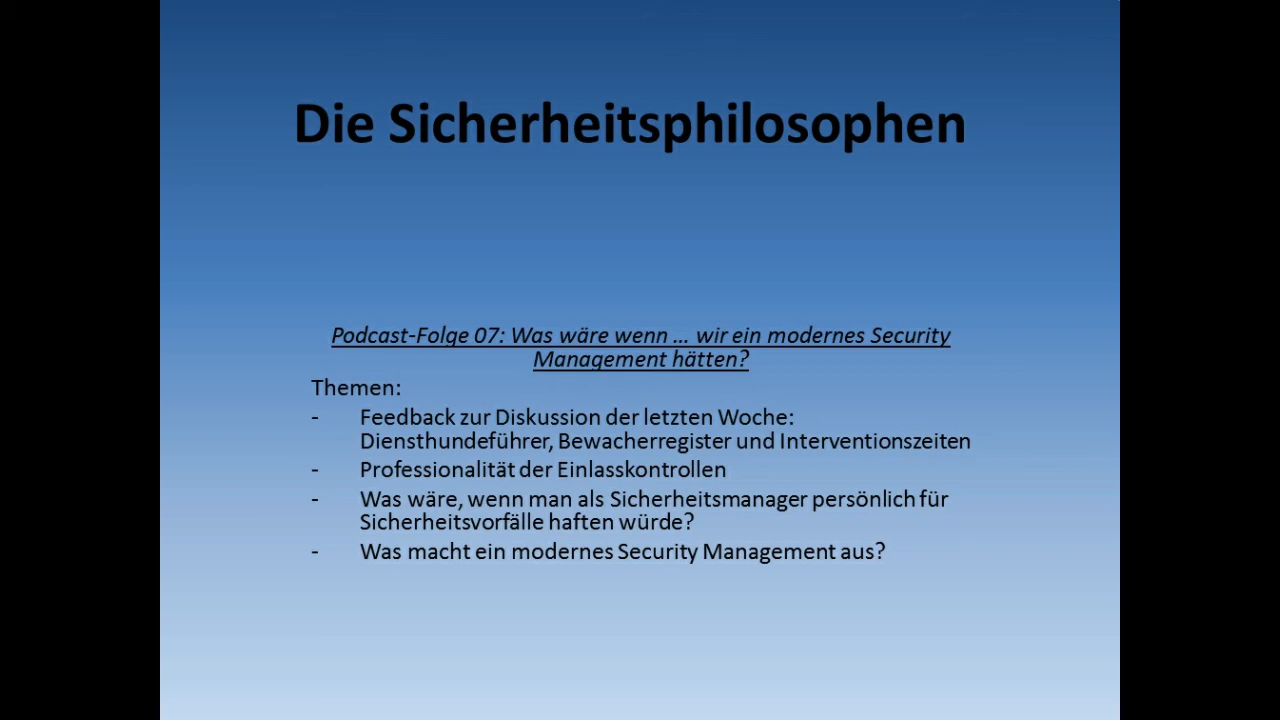 Die Sicherheitsphilosophen
Podcast-Folge 07: Was wäre wenn ... wir ein modernes Security
Management hätten?
Themen:
- Feedback zur Diskussion der letzten Woche:
Diensthundeführer, Bewacherregister und Interventionszeiten
- Professionalität der Einlasskontrollen
- Was wäre, wenn man als Sicherheitsmanager persönlich für
Sicherheitsvorfälle haften würde?
- Was macht ein modernes Security Management aus?